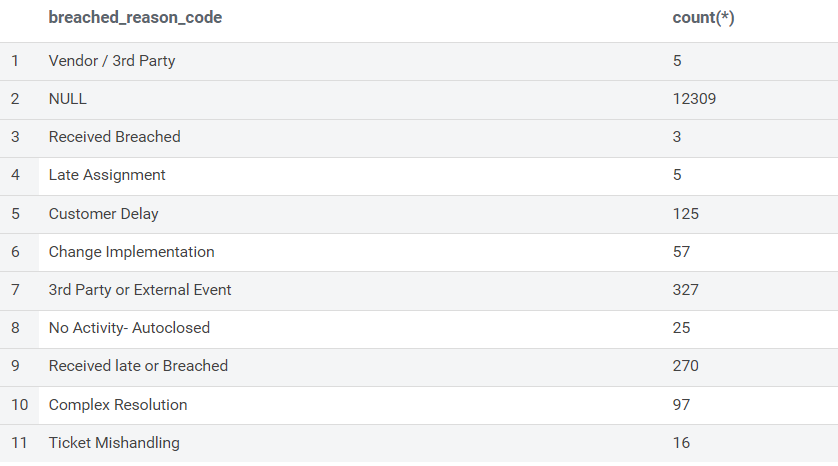 breached_reason_code count(*)
1 Vendor / 3rd Party 5
2 NULL 12309
3 Received Breached 3
4 Late Assignment 5
5 Customer Delay 125
6 Change Implementation 57
7 3rd Party or External Event 327
8 No Activity- Autoclosed 25
9 Received late or Breached 270
10 Complex Resolution 97
11 Ticket Mishandling 16